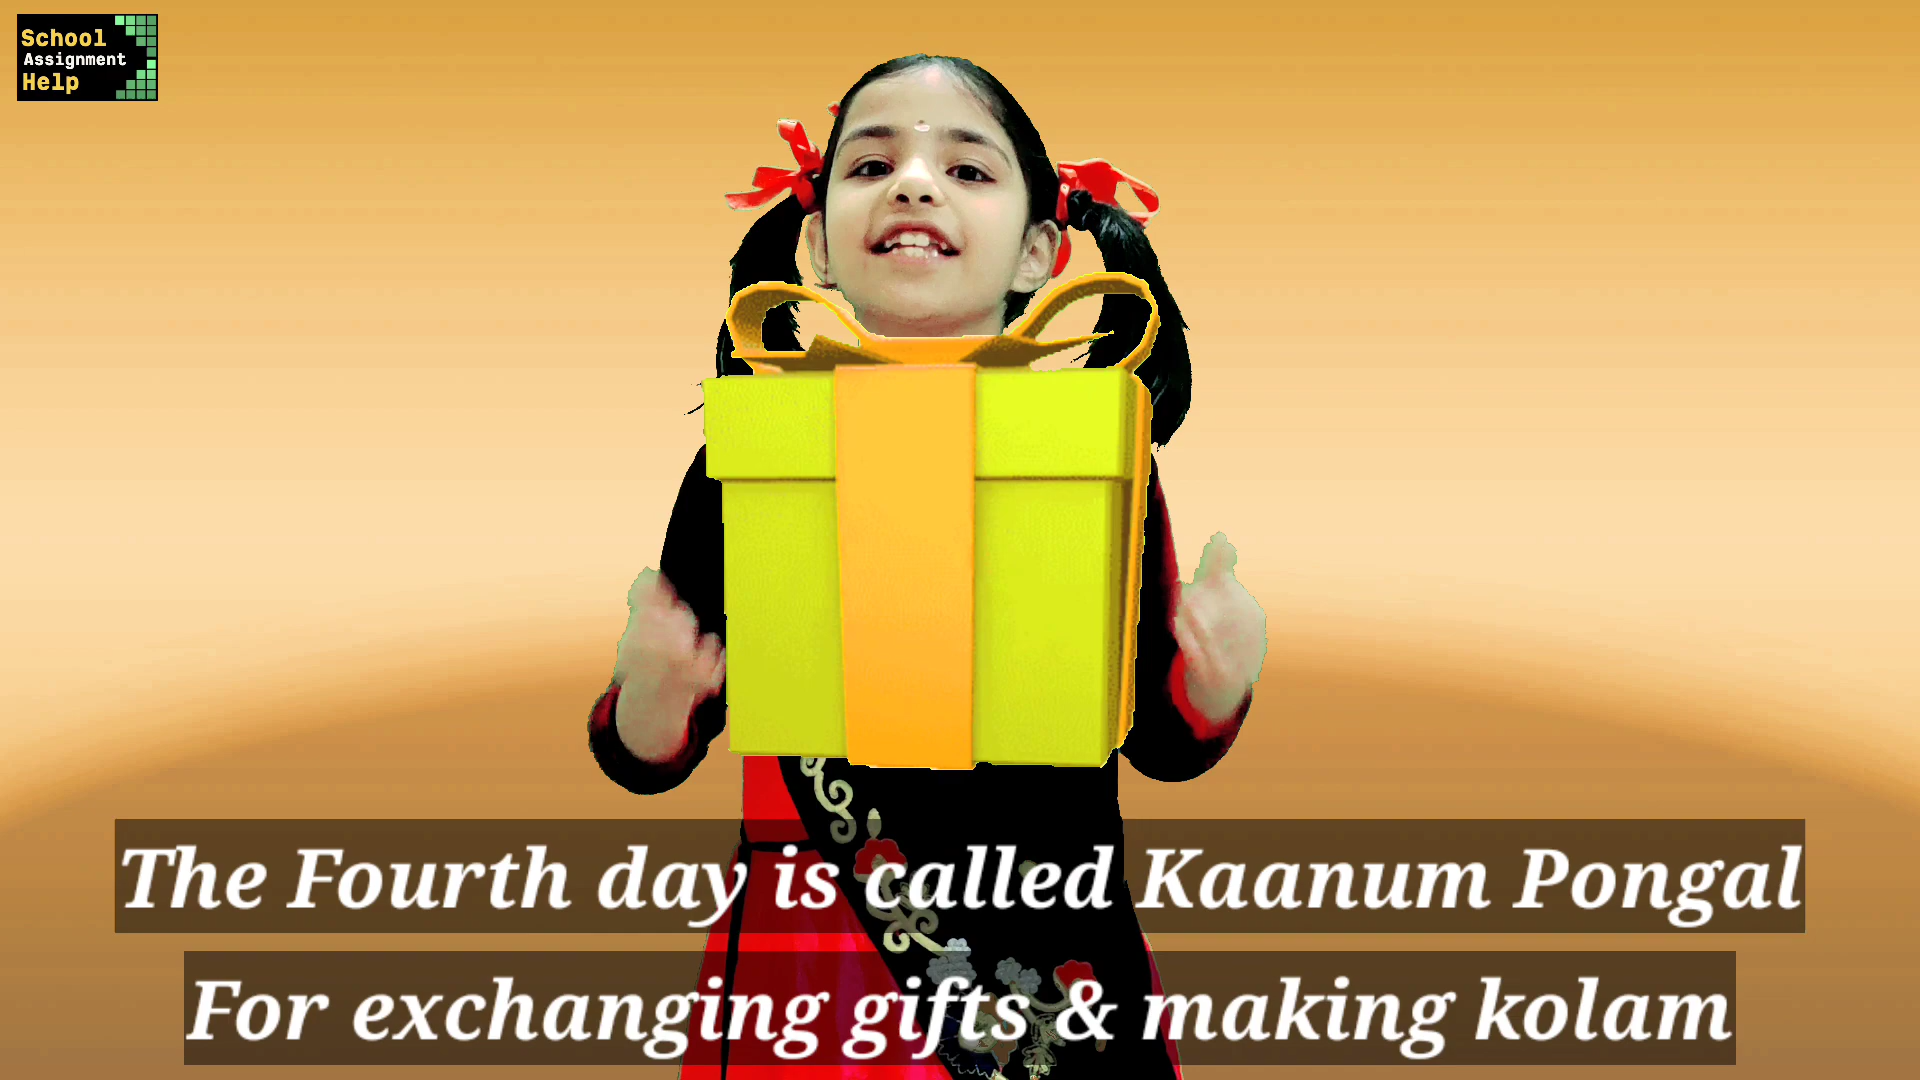 School
Assignment
Help
The Fourth day is called Kaanum Pongal
For exchanging gifts & making kolam